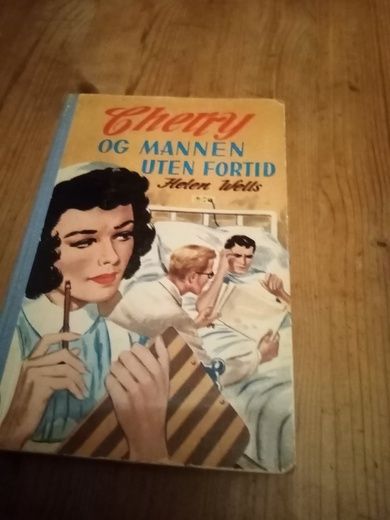 Cherry
OG MANNEN
UTEN FORTID
Helen Wells